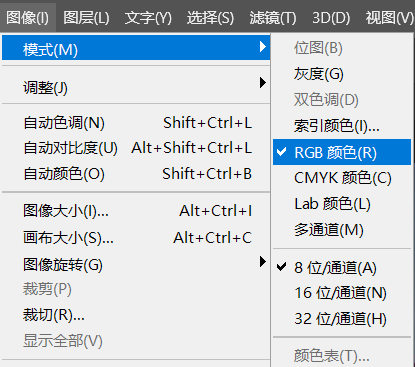 图像(I) 图层(L) 文字(Y) 选择(S) 滤镜(T) 3D(D) 视图(V)
模式(M)
调整(J)
自动色调(N) Shift+Ctrl+L
自动对比度(U) Alt+Shift+Ctrl+L
自动颜色(O) Shift+Ctrl+B
图像大小(I)... Alt+Ctrl+I
画布大小(S)... Alt+Ctrl+C
图像旋转(G)
裁剪(P)
裁切(R)...
显示全部(V)
位图(B)
灰度(G)
双色调(D)
索引颜色(I)...
RGB 颜色(R)
CMYK 颜色(C)
Lab 颜色(L)
多通道(M)
8 位/通道(A)
16 位/通道(N)
32 位/通道(H)
颜色表(T)...